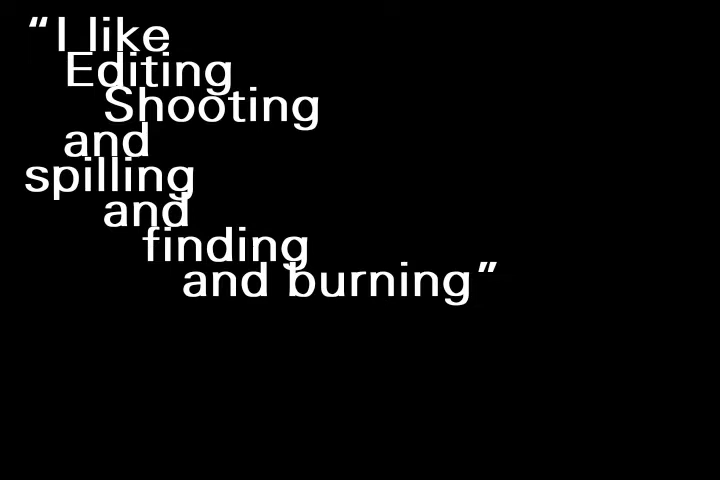 “I like
Editing
Shooting
and
spilling
and
finding
and burning”